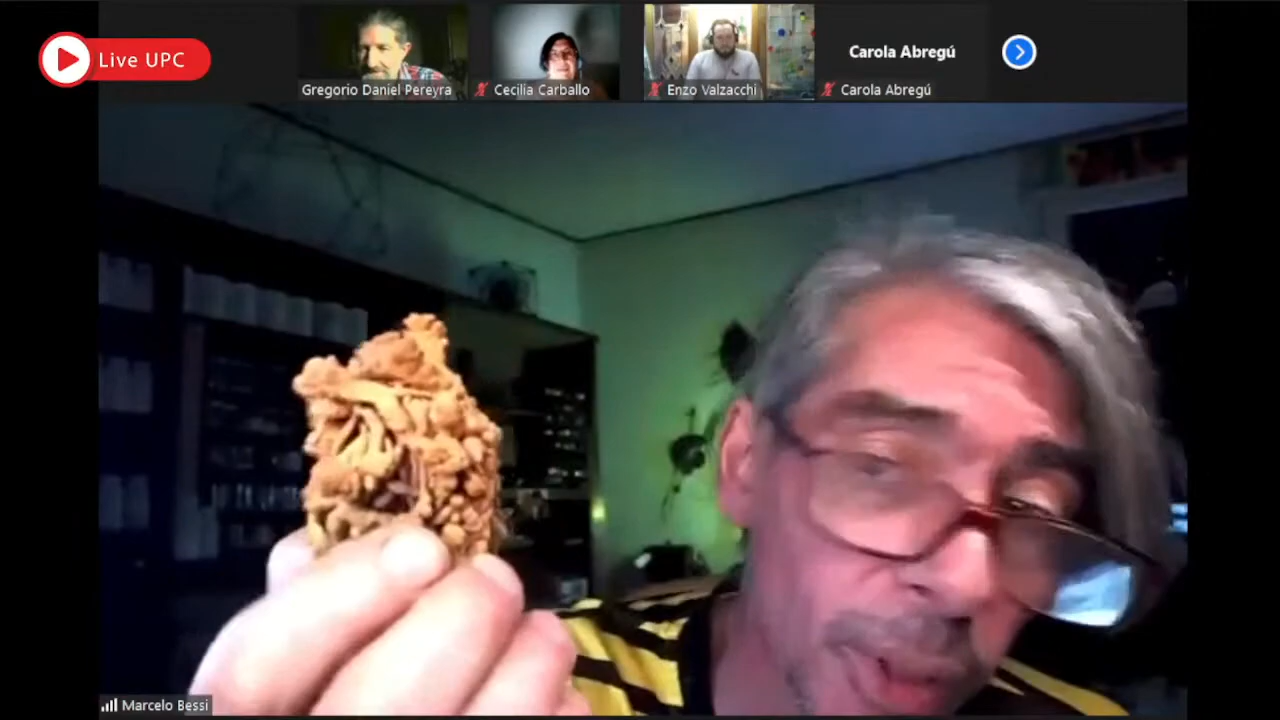 Live UPC
Gregorio Daniel Pereyra
Cecilia Carballo
Enzo Valzacchi
Carola Abregú
Carola Abregú
Marcelo Bessi